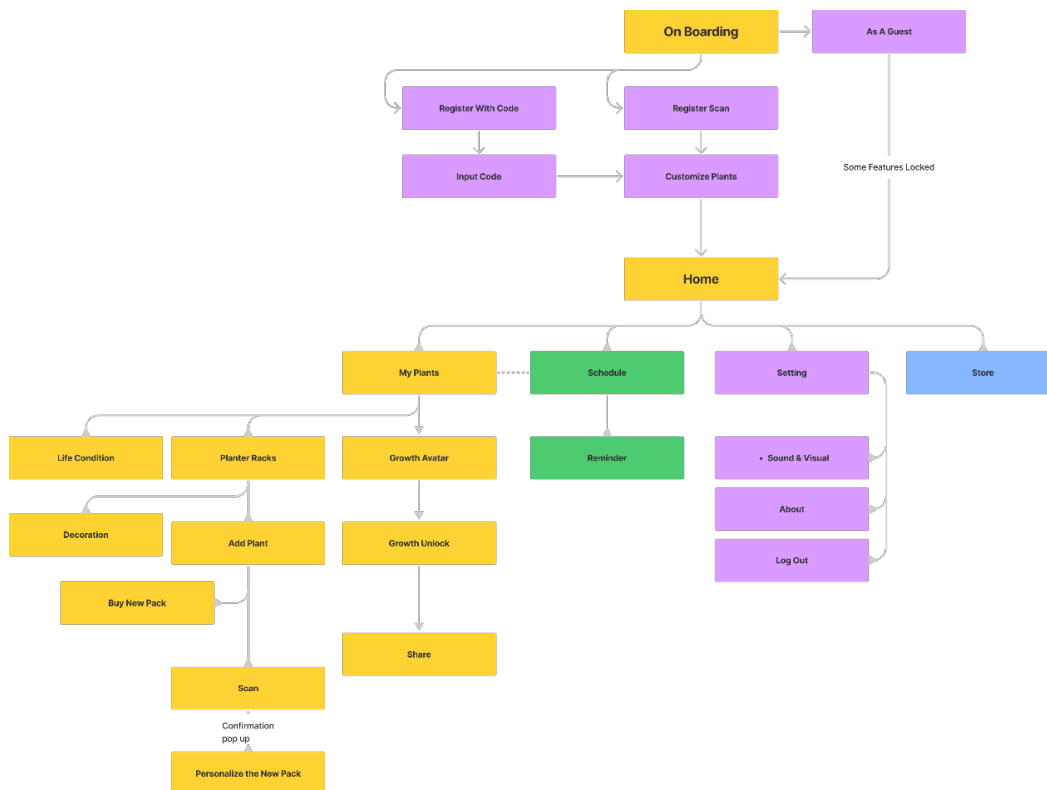 On Boarding
As A Guest
Register With Code
Register Scan
Input Code
Customize Plants
Some Features Locked
Home
My Plants
Schedule
Setting
Store
Life Condition
Planter Racks
Growth Avatar
Reminder
• Sound & Visual
About
Decoration
Add Plant
Growth Unlock
Log Out
Buy New Pack
Share
Scan
Confirmation
pop up
Personalize the New Pack